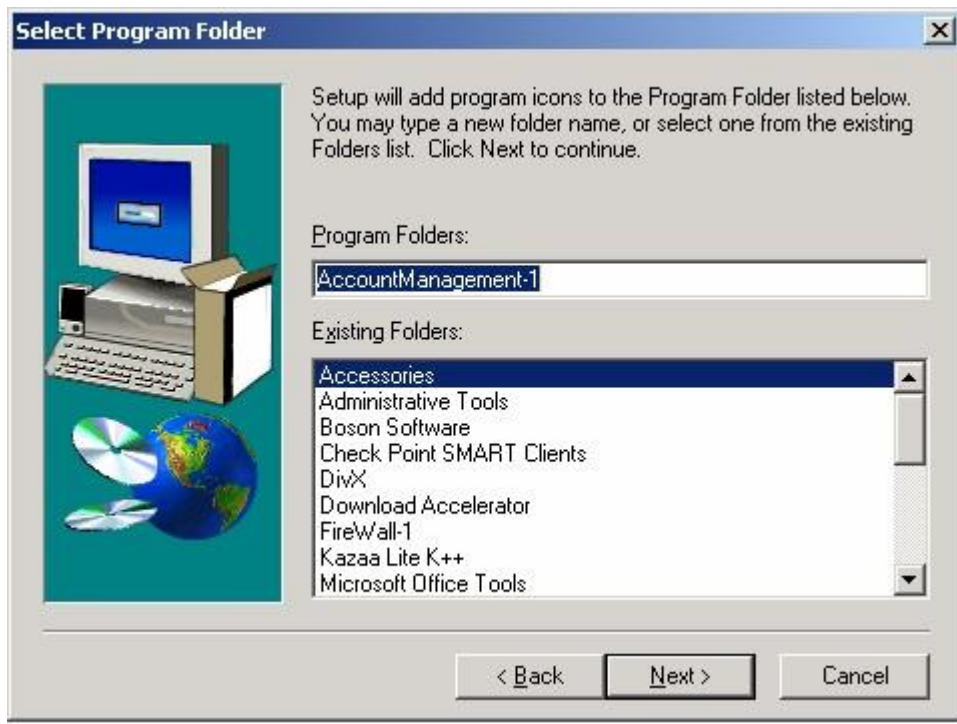 Select Program Folder
Setup will add program icons to the Program Folder listed below.
You may type a new folder name, or select one from the existing
Folders list. Click Next to continue.
Program Folders:
AccountManagement-1
Existing Folders:
Accessories
Administrative Tools
Boson Software
Check Point SMART Clients
DivX
Download Accelerator
FireWall-1
Kazaa Lite K++
Microsoft Office Tools
< Back Next > Cancel